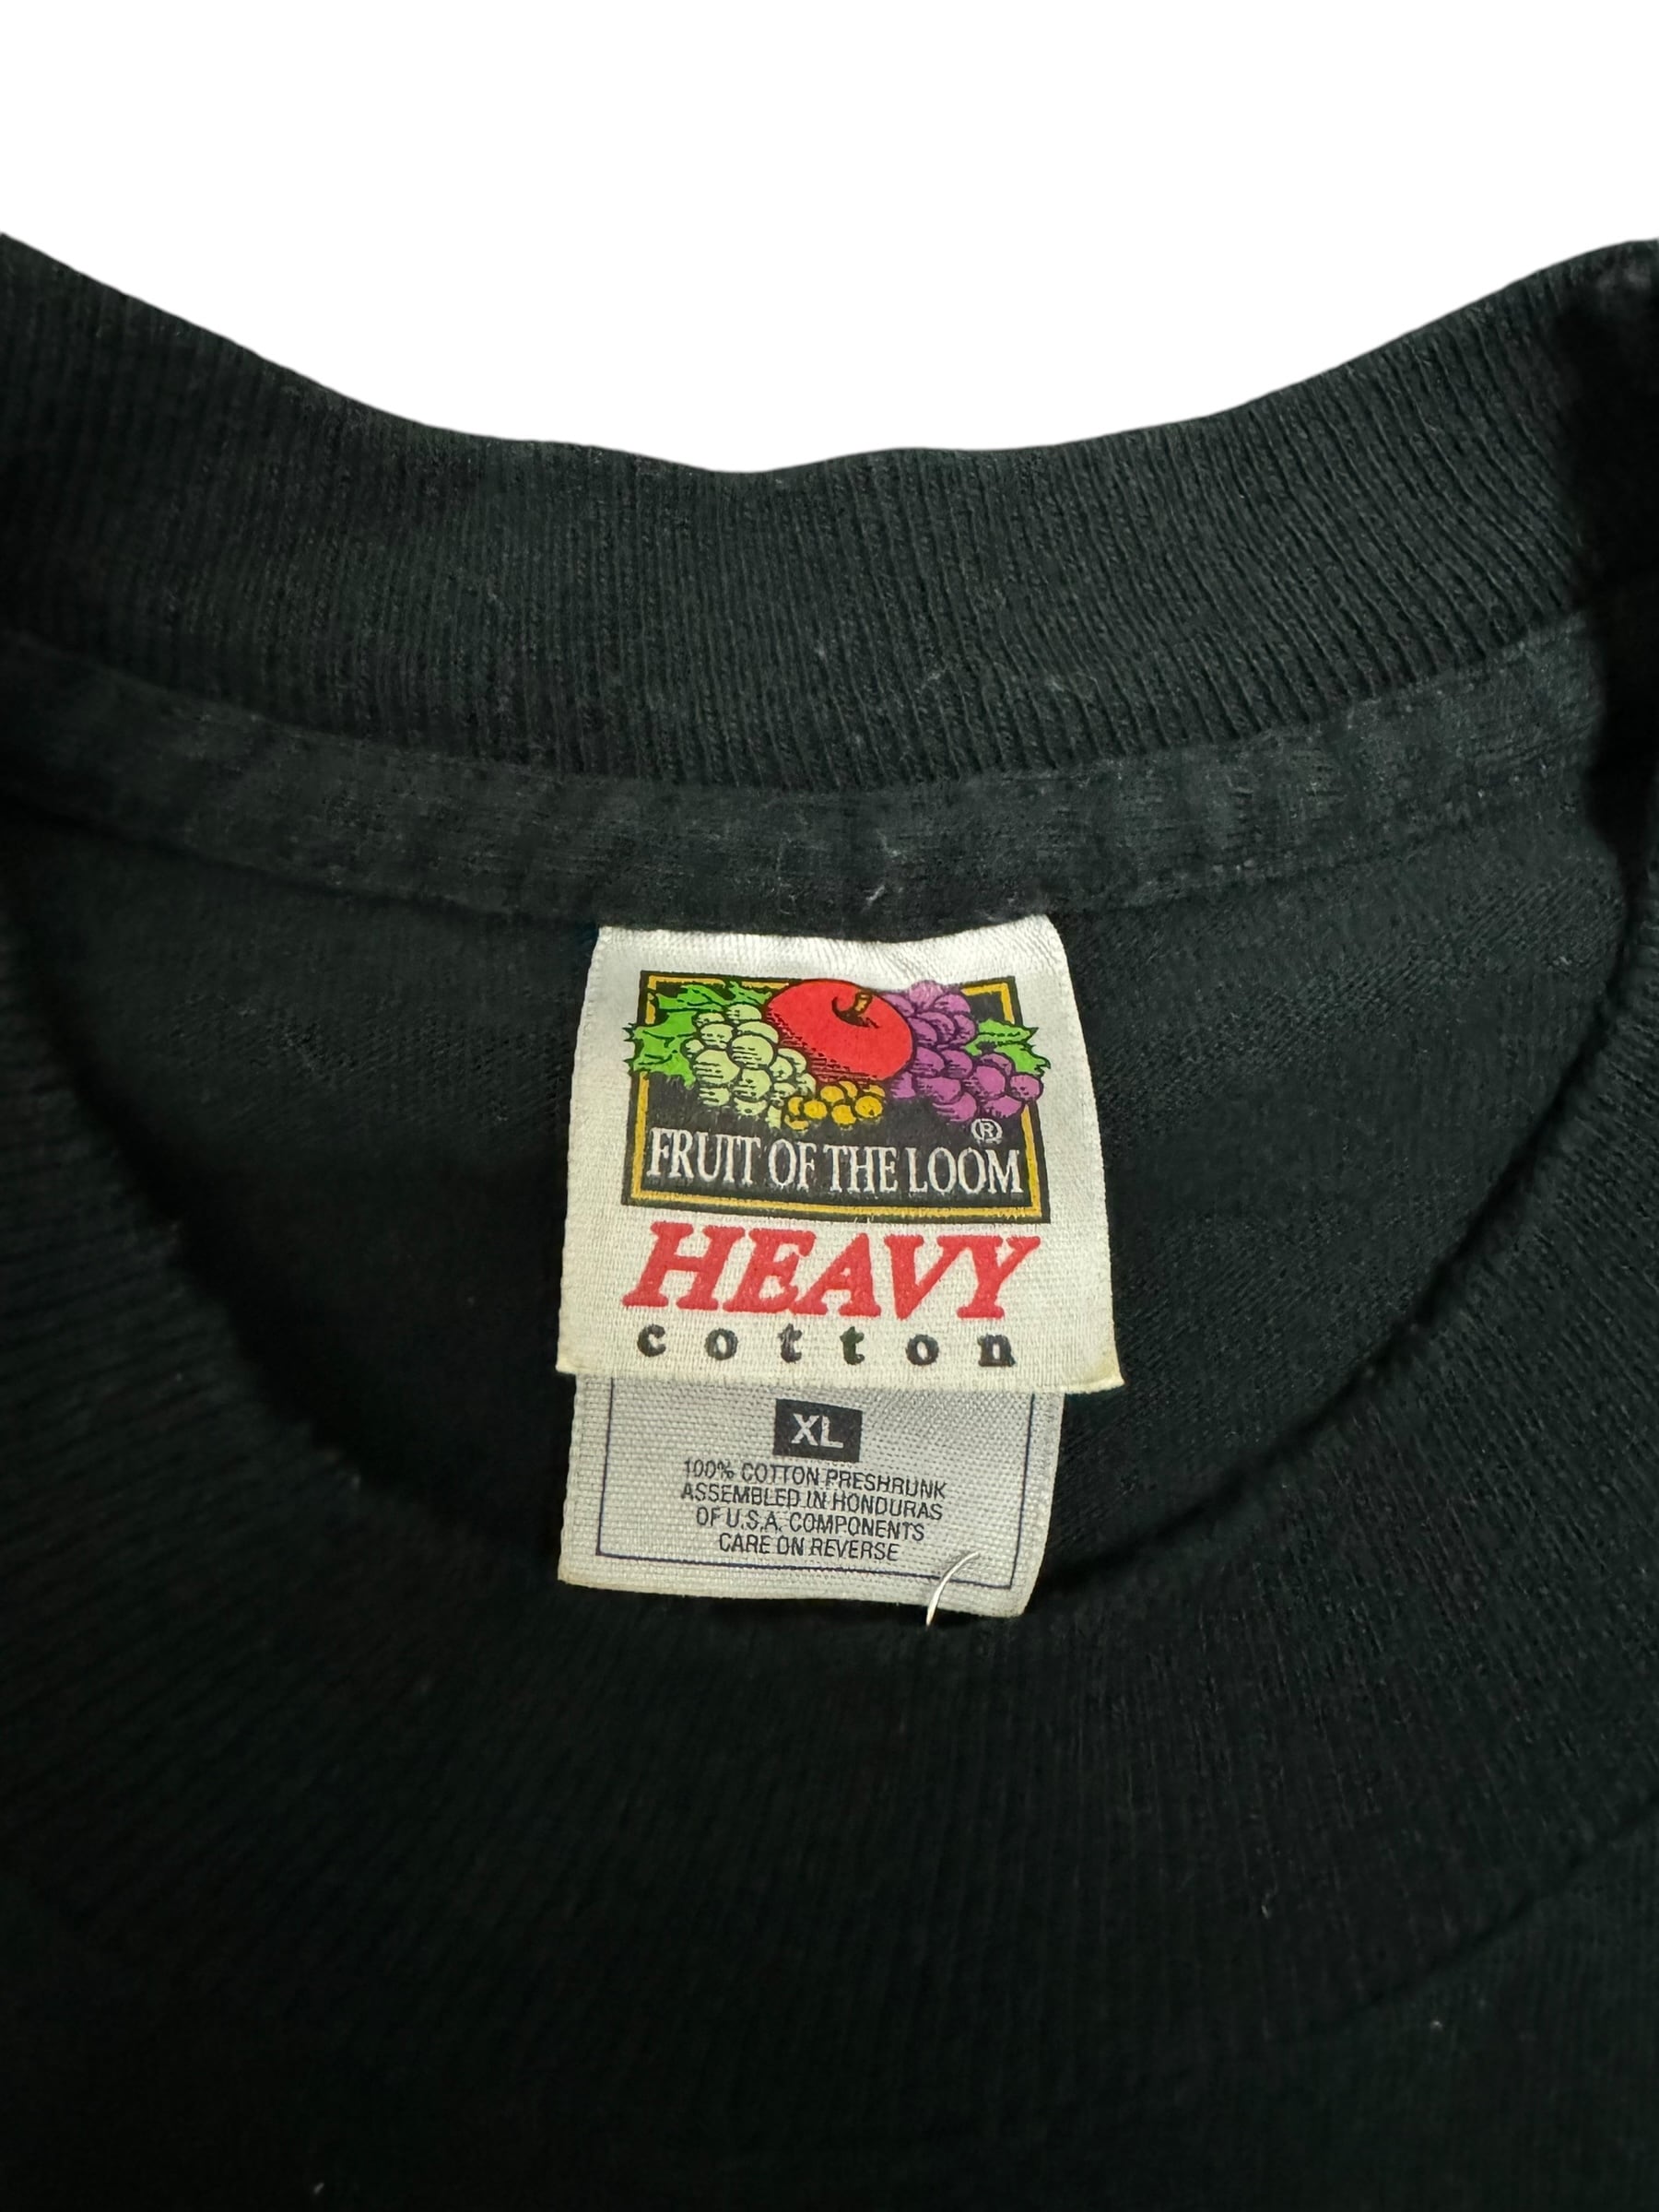 ®
FRUIT OF THE LOOM
HEAVY
cotton
XL
100% COTTON PRESHRUNK
ASSEMBLED IN HONDURAS
OF U.S.A. COMPONENTS
CARE ON REVERSE